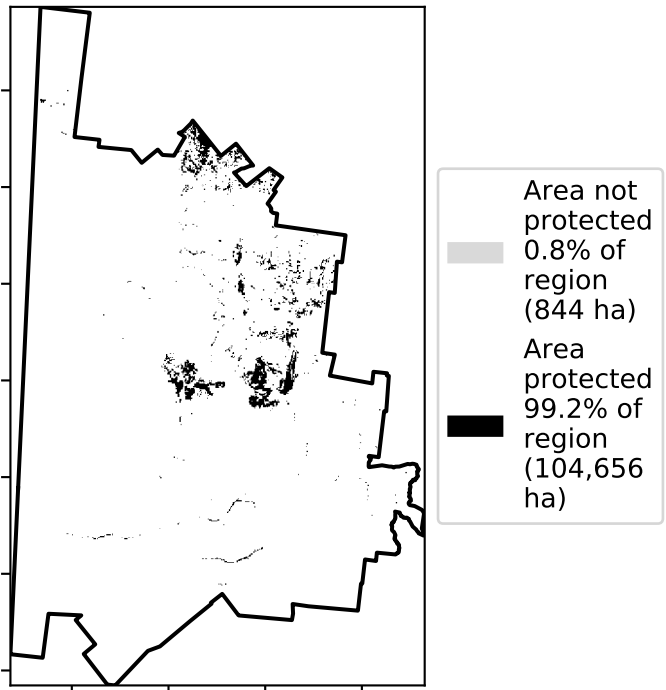 Area not
protected
0.8% of
region
(844 ha)
Area
protected
99.2% of
region
(104,656
ha)